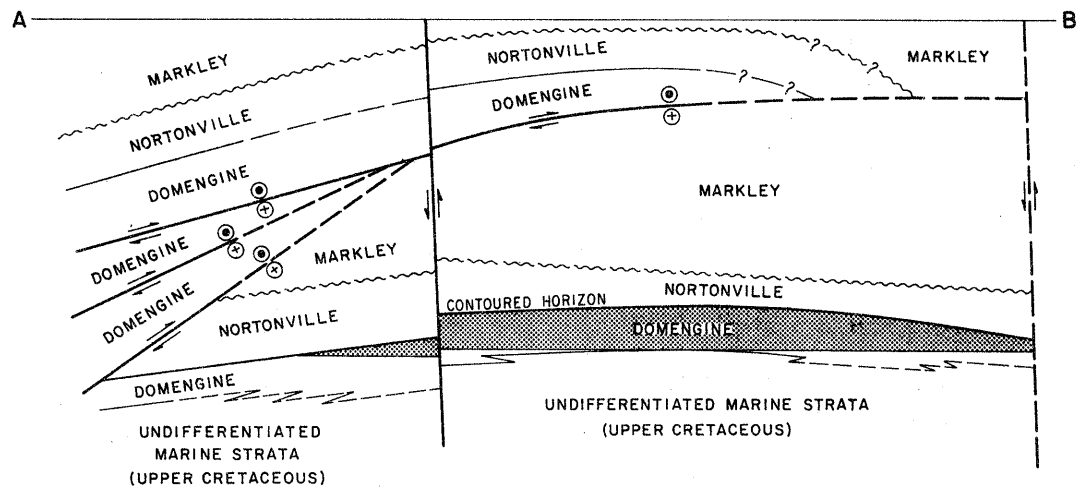 A
B
MARKLEY
NORTONVILLE
MARKLEY
NORTONVILLE
DOMENGINE
DOMENGINE
DOMENGINE
DOMENGINE
MARKLEY
MARKLEY
NORTONVILLE
CONTOURED HORIZON
NORTONVILLE
DOMENGINE
DOMENGINE
UNDIFFERENTIATED
MARINE STRATA
(UPPER CRETACEOUS)
UNDIFFERENTIATED MARINE STRATA
(UPPER CRETACEOUS)
?
?
?
?